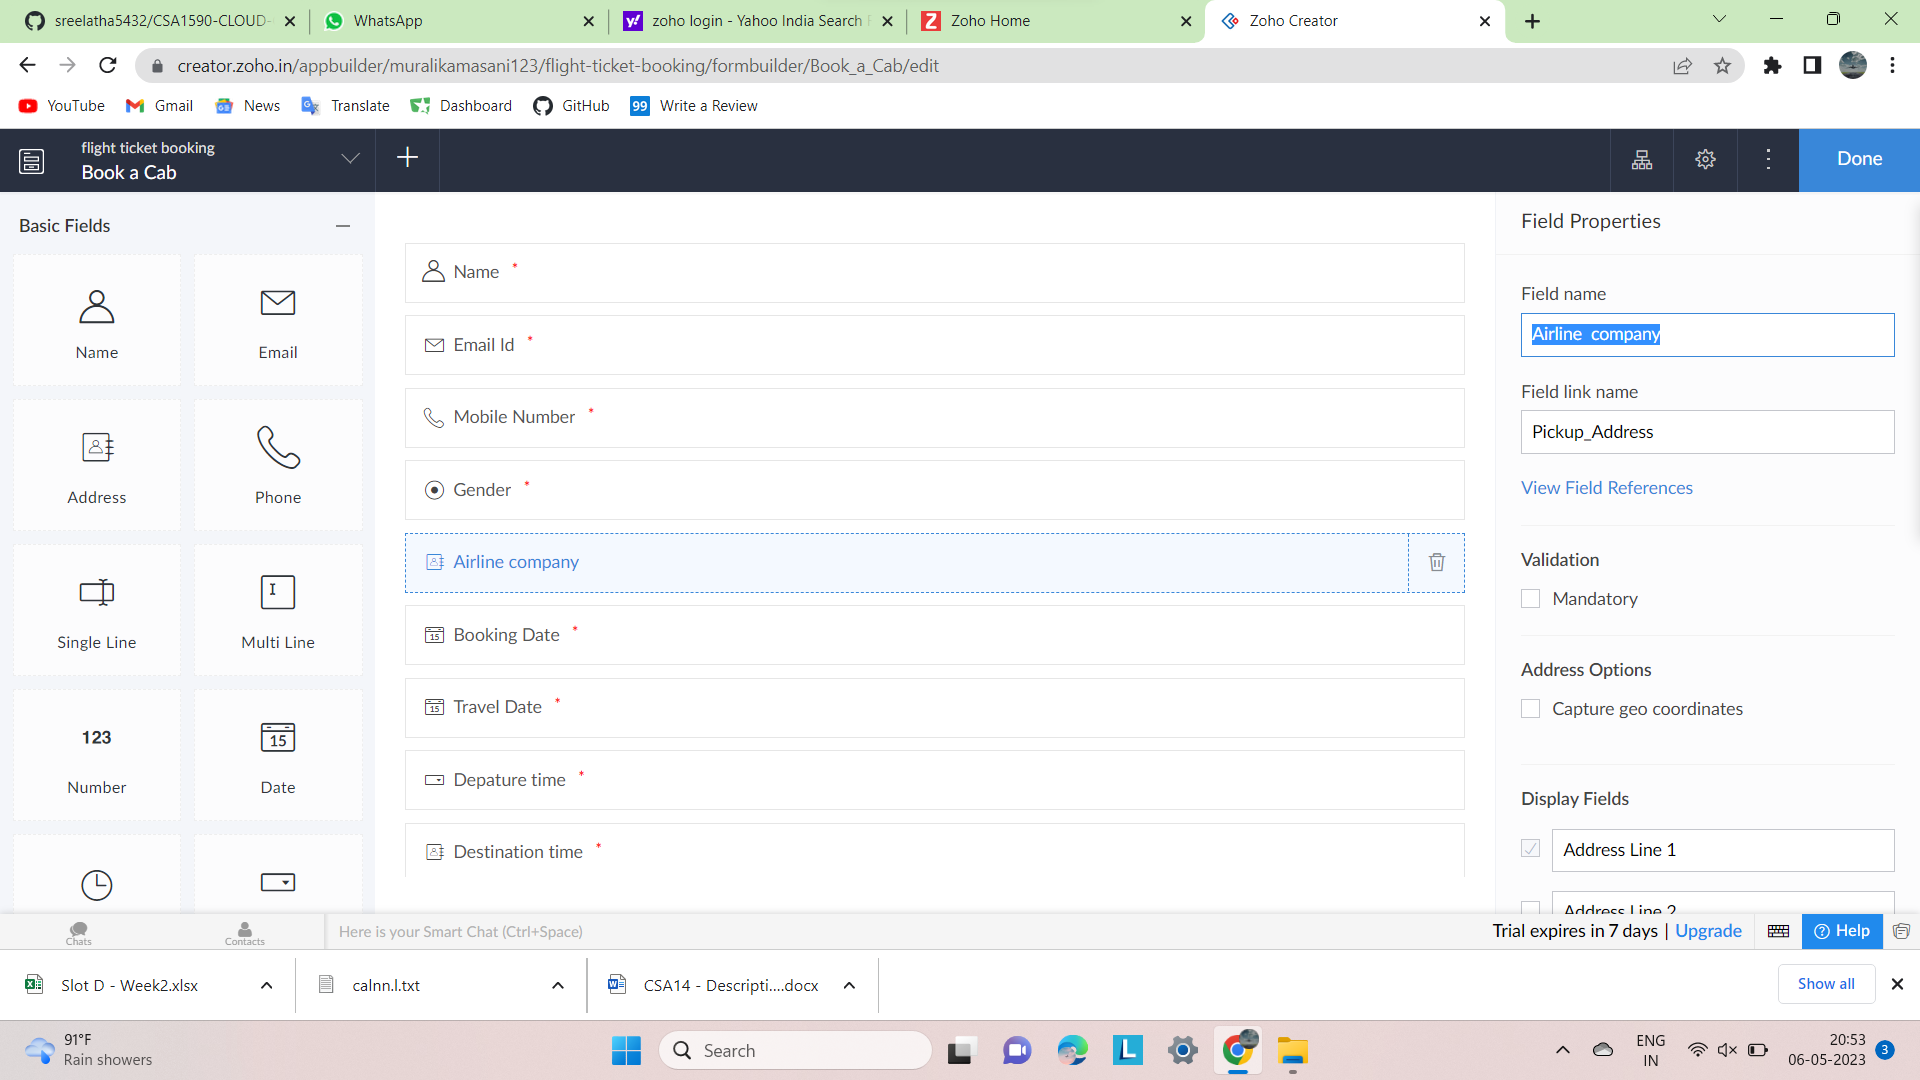 sreelatha5432/CSA1590-CLOUD-
WhatsApp
zoho login - Yahoo India Search
Zoho Home
Zoho Creator
creator.zoho.in/appbuilder/muralikamasani123/flight-ticket-booking/formbuilder/Book_a_Cab/edit
YouTube
Gmail
News
Translate
Dashboard
GitHub
99 Write a Review
flight ticket booking
Book a Cab
Done
Basic Fields
Name
Email
Address
Phone
Single Line
Multi Line
123
Number
15
Date
Name *
Email Id *
Mobile Number *
Gender *
Airline company
15 Booking Date *
15 Travel Date *
Depature time *
Destination time *
Field Properties
Field name
Airline  company
Field link name
Pickup_Address
View Field References
Validation
Mandatory
Address Options
Capture geo coordinates
Display Fields
Address Line 1
Address Line 2
Chats
Contacts
Here is your Smart Chat (Ctrl+Space)
Trial expires in 7 days | Upgrade
Help
Slot D - Week2.xlsx
calnn.l.txt
CSA14 - Descripti....docx
Show all
91°F
Rain showers
Search
ENG
IN
20:53
06-05-2023
3